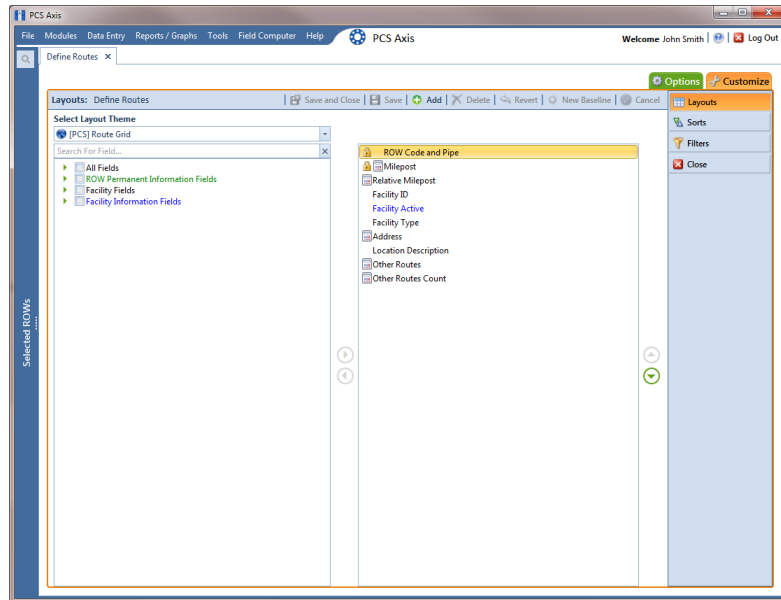 PCS Axis
File Modules Data Entry Reports / Graphs Tools Field Computer Help PCS Axis Welcome John Smith | | Log Out
Define Routes X
Options Customize
Layouts: Define Routes | Save and Close | Save | Add | Delete | Revert | New Baseline | Cancel
Layouts
Select Layout Theme
Sorts
[PCS] Route Grid
Filters
Search For Field...
ROW Code and Pipe
Close
All Fields
Milepost
ROW Permanent Information Fields
Relative Milepost
Facility Fields
Facility ID
Facility Information Fields
Facility Active
Facility Type
Address
Location Description
Other Routes
Other Routes Count
Selected ROWs